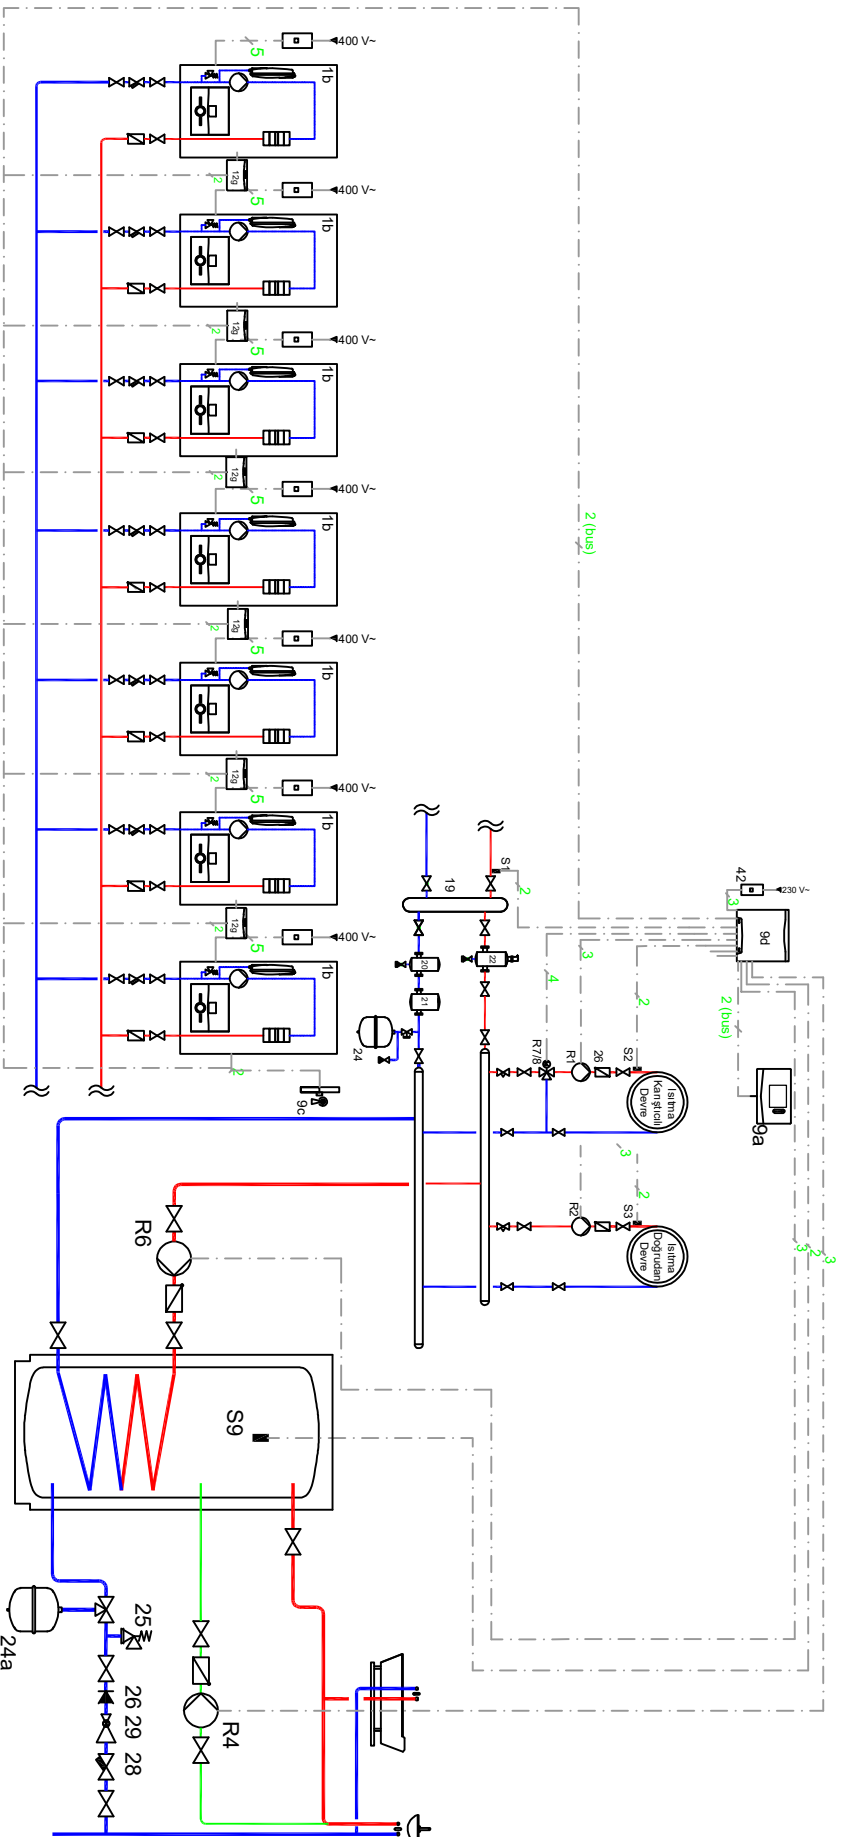 400 V~
5
1b
12g
2
400 V~
5
1b
12g
2
400 V~
5
1b
12g
2
400 V~
5
1b
12g
2
400 V~
5
1b
12g
2
400 V~
5
1b
12g
2
400 V~
5
1b
2
9c
2 (bus)
S1
2
19
20
21
22
24
42
230 V~
3
9d
3
4
2
2 (bus)
9a
R7/8
R1
26
S2
Isıtma
Karıştıcılı
Devre
3
2
R2
S3
Isıtma
Doğrudan
Devre
3
2
3
R6
S9
24a
25
26
29
28
R4